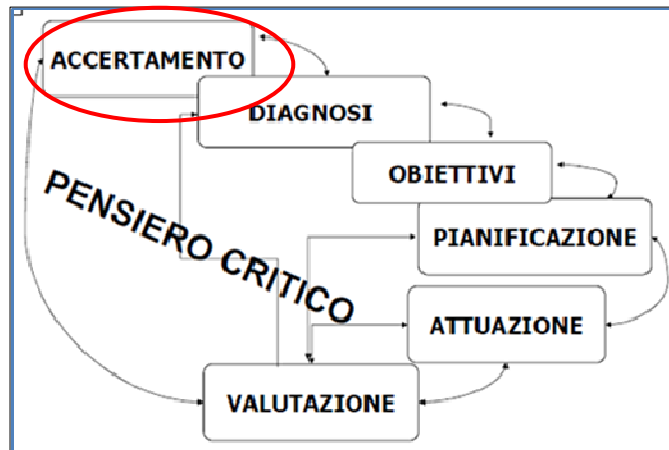 ACCERTAMENTO
DIAGNOSI
OBIETTIVI
PENSIERO CRITICO
PIANIFICAZIONE
ATTUAZIONE
VALUTAZIONE